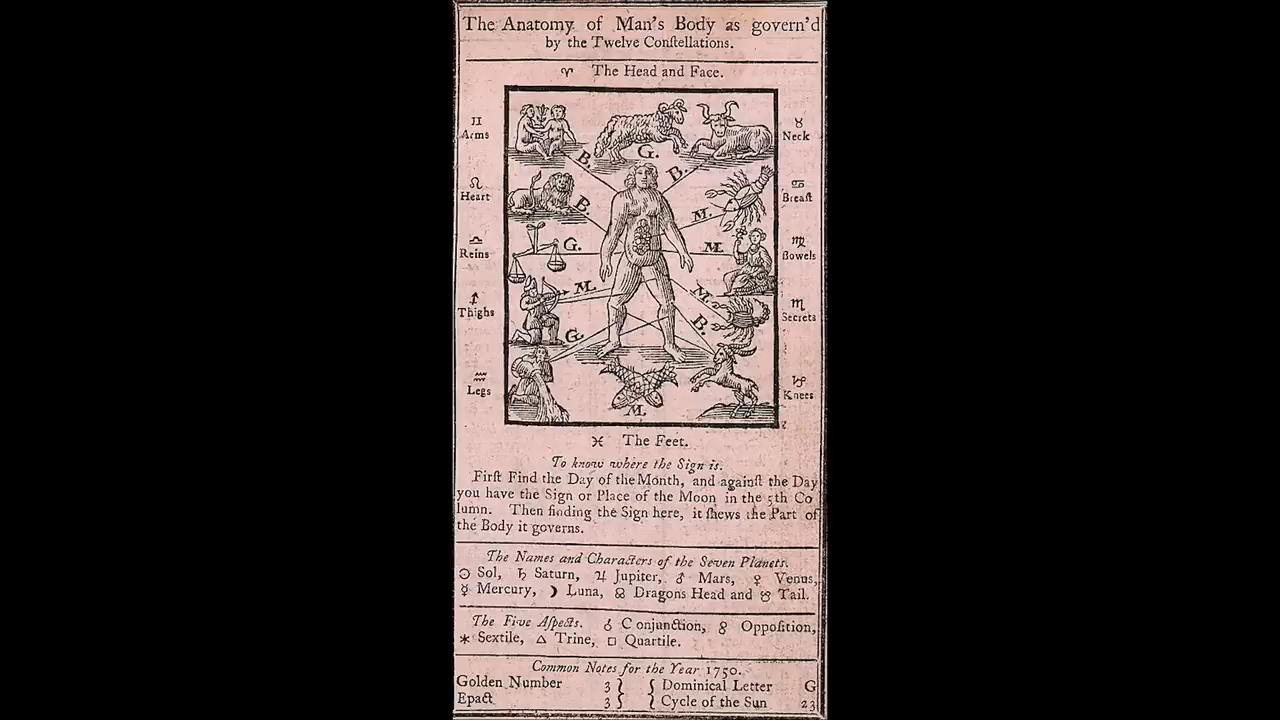 The Anatomy of Man's Body as govern'd
by the Twelve Conſtellations.
♈ The Head and Face.
♊ Arms
♉ Neck
♌ Heart
♋ Breaſt
♎ Reins
♍ Bowels
♐ Thighs
♏ Secrets
♒ Legs
♑ Knees
G.
B.
B.
B.
M.
G.
M.
M.
M.
G.
B.
M.
♓ The Feet.
To know where the Sign is.
Firſt Find the Day of the Month, and againſt the Day
you have the Sign or Place of the Moon in the 5th Co
lumn. Then finding the Sign here, it ſhews the Part of
the Body it governs.
The Names and Characters of the Seven Planets.
☉ Sol, ♄ Saturn, ♃ Jupiter, ♂ Mars, ♀ Venus,
☿ Mercury, ☽ Luna, ☊ Dragons Head and ☋ Tail.
The Five Aſpects. ☌ Conjunction, ☍ Oppoſition,
⚹ Sextile, △ Trine, □ Quartile.
Common Notes for the Year 1750.
Golden Number 3 } { Dominical Letter G
Epact 3 } { Cycle of the Sun 23